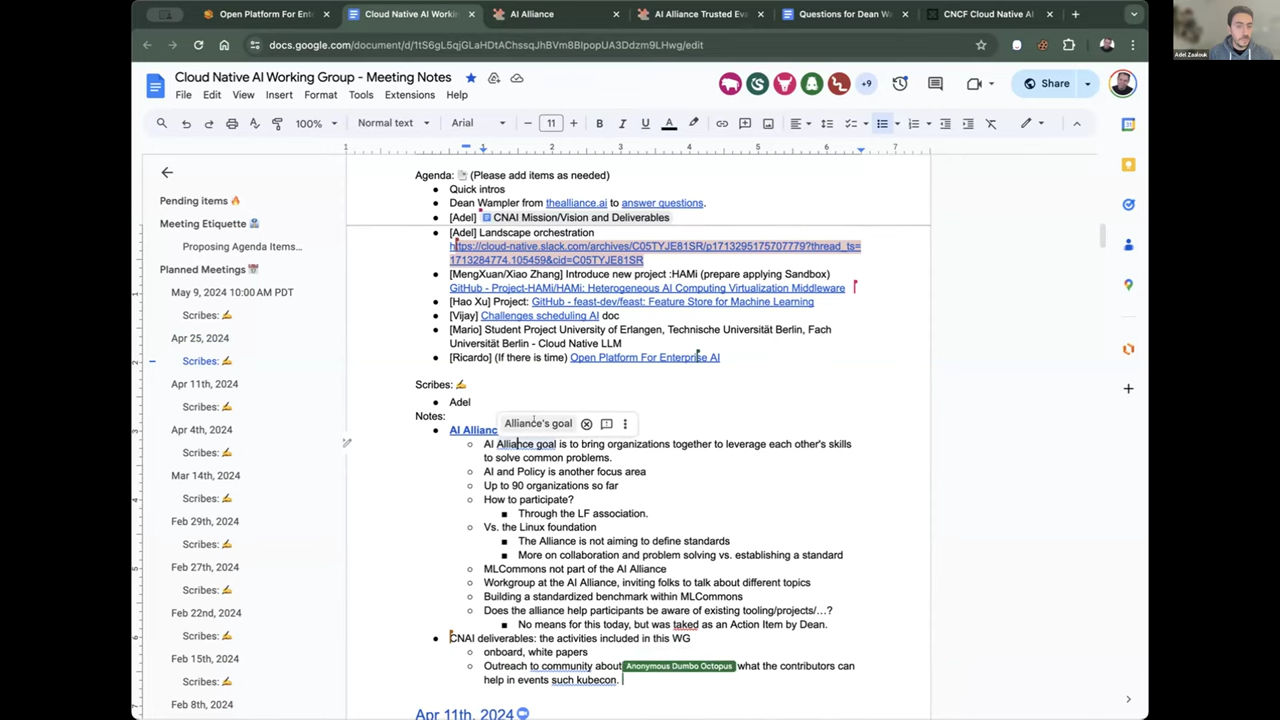 Open Platform For Ente
Cloud Native AI Workin
AI Alliance
AI Alliance Trusted Eva
Questions for Dean Wa
CNCF Cloud Native AI
docs.google.com/document/d/1tS6gL5qjGLaHDtAChssqJhBVm8BIpopUA3Ddzm9LHwg/edit
Adel Zaalouk
Cloud Native AI Working Group - Meeting Notes
+9
Share
File Edit View Insert Format Tools Extensions Help
100% Normal text Arial 11
1 1 2 3 4 5 6 7
Pending items 🔥
Meeting Etiquette
Proposing Agenda Items...
Planned Meetings 📅
May 9, 2024 10:00 AM PDT
Scribes: ✍️
Apr 25, 2024
Scribes: ✍️
Apr 11th, 2024
Scribes: ✍️
Apr 4th, 2024
Scribes: ✍️
Mar 14th, 2024
Scribes: ✍️
Feb 29th, 2024
Scribes: ✍️
Feb 27th, 2024
Scribes: ✍️
Feb 22nd, 2024
Scribes: ✍️
Feb 15th, 2024
Scribes: ✍️
Feb 8th, 2024
Agenda: (Please add items as needed)
Quick intros
Dean Wampler from thealliance.ai to answer questions.
[Adel] CNAI Mission/Vision and Deliverables
[Adel] Landscape orchestration
https://cloud-native.slack.com/archives/C05TYJE81SR/p1713295175707779?thread_ts=
1713284774.105459&cid=C05TYJE81SR
[MengXuan/Xiao Zhang] Introduce new project :HAMi (prepare applying Sandbox)
GitHub - Project-HAMi/HAMi: Heterogeneous AI Computing Virtualization Middleware
[Hao Xu] Project: GitHub - feast-dev/feast: Feature Store for Machine Learning
[Vijay] Challenges scheduling AI doc
[Mario] Student Project University of Erlangen, Technische Universität Berlin, Fach
Universität Berlin - Cloud Native LLM
[Ricardo] (If there is time) Open Platform For Enterprise AI
Scribes: ✍️
Adel
Notes:
Alliance's goal
AI Allianc
AI Alliance goal is to bring organizations together to leverage each other's skills
to solve common problems.
AI and Policy is another focus area
Up to 90 organizations so far
How to participate?
Through the LF association.
Vs. the Linux foundation
The Alliance is not aiming to define standards
More on collaboration and problem solving vs. establishing a standard
MLCommons not part of the AI Alliance
Workgroup at the AI Alliance, inviting folks to talk about different topics
Building a standardized benchmark within MLCommons
Does the alliance help participants be aware of existing tooling/projects/…?
No means for this today, but was taked as an Action Item by Dean.
CNAI deliverables: the activities included in this WG
onboard, white papers
Outreach to community about Anonymous Dumbo Octopus what the contributors can
help in events such kubecon.
Apr 11th, 2024